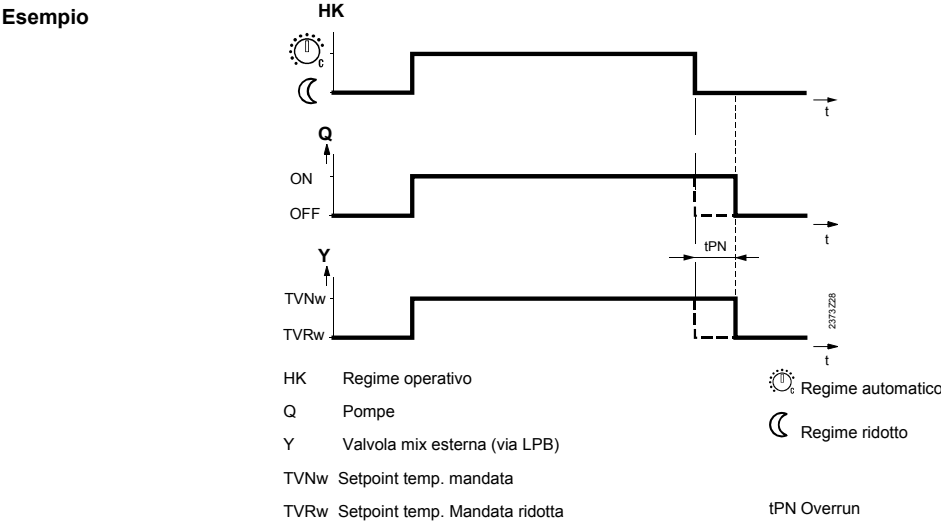 Esempio
HK
C
t
Q
ON
OFF
t
tPN
Y
TVNw
TVRw
t
2373Z28
HK Regime operativo
C Regime automatico
Q Pompe
Regime ridotto
Y Valvola mix esterna (via LPB)
TVNw Setpoint temp. mandata
TVRw Setpoint temp. Mandata ridotta
tPN Overrun